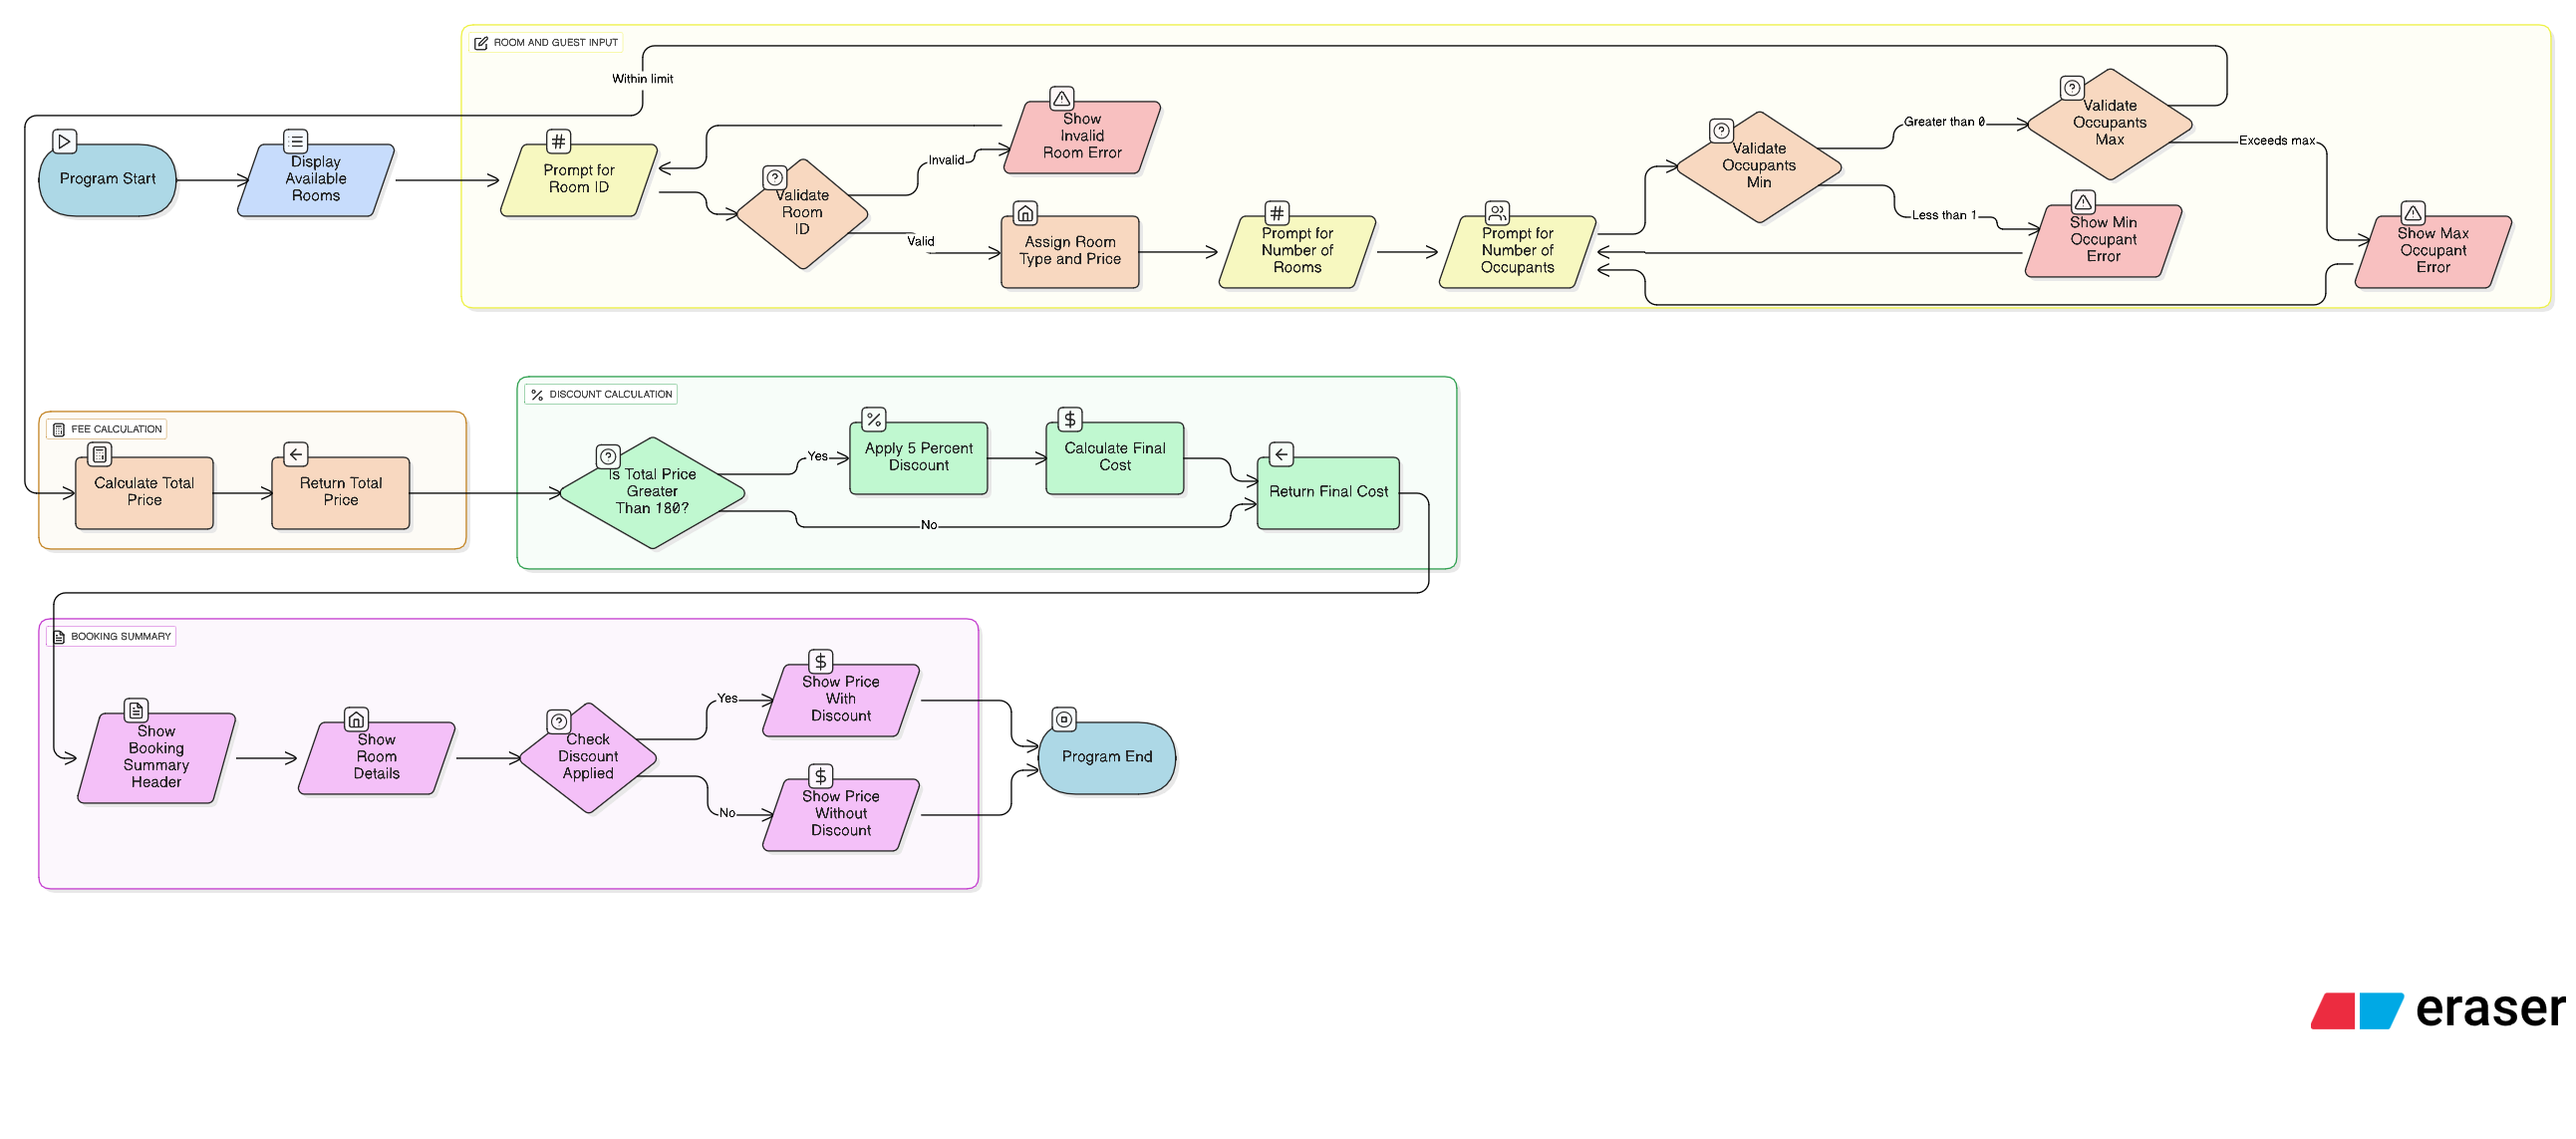 ROOM AND GUEST INPUT
Within limit
Program Start
Display
Available
Rooms
Prompt for
Room ID
Validate
Room
ID
Invalid
Valid
Show
Invalid
Room Error
Assign Room
Type and Price
Prompt for
Number of
Rooms
Prompt for
Number of
Occupants
Validate
Occupants
Min
Greater than 0
Less than 1
Validate
Occupants
Max
Exceeds max
Show Min
Occupant
Error
Show Max
Occupant
Error
FEE CALCULATION
Calculate Total
Price
Return Total
Price
DISCOUNT CALCULATION
Is Total Price
Greater
Than 180?
Yes
No
Apply 5 Percent
Discount
Calculate Final
Cost
Return Final Cost
BOOKING SUMMARY
Show
Booking
Summary
Header
Show
Room
Details
Check
Discount
Applied
Yes
No
Show Price
With
Discount
Show Price
Without
Discount
Program End
eraser